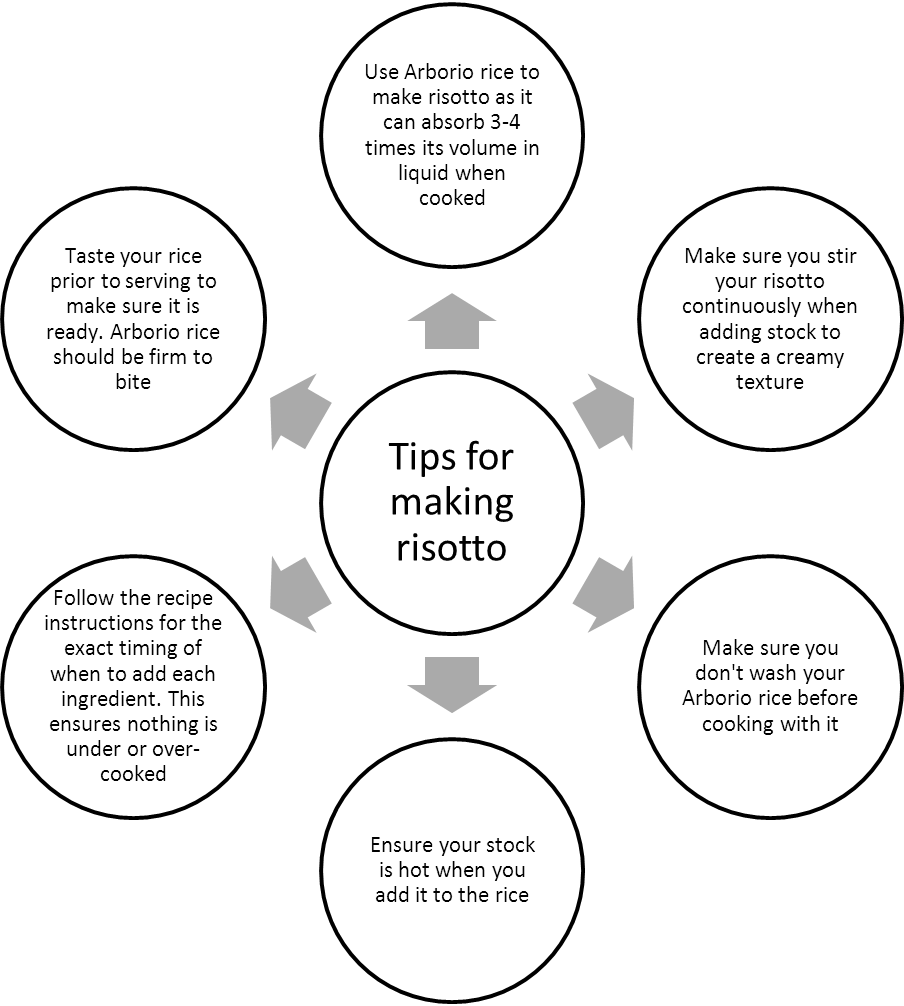 Use Arborio rice to
make risotto as it
can absorb 3-4
times its volume in
liquid when
cooked
Make sure you stir
your risotto
continuously when
adding stock to
create a creamy
texture
Make sure you
don't wash your
Arborio rice before
cooking with it
Ensure your stock
is hot when you
add it to the rice
Follow the recipe
instructions for the
exact timing of
when to add each
ingredient. This
ensures nothing is
under or over-
cooked
Taste your rice
prior to serving to
make sure it is
ready. Arborio rice
should be firm to
bite
Tips for
making
risotto